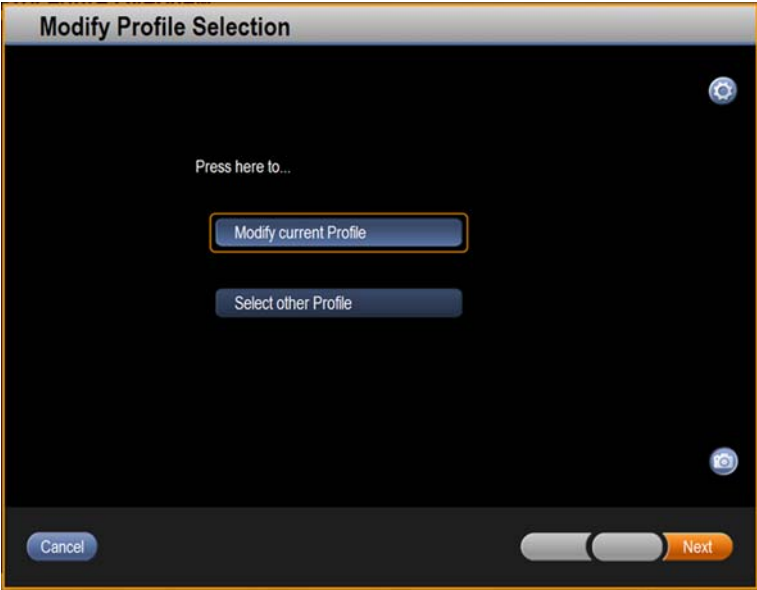 Modify Profile Selection
Press here to...
Modify current Profile
Select other Profile
Cancel
Next